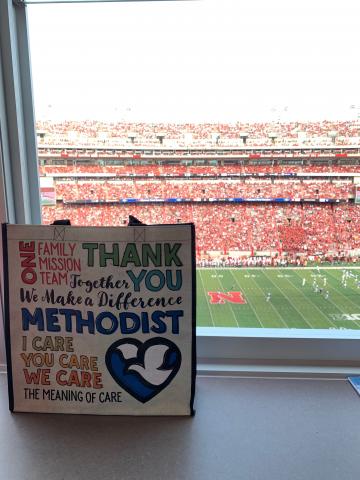 ONE
FAMILY
MISSION
TEAM
THANK
YOU
Together
We Make a Difference
METHODIST
I CARE
YOU CARE
WE CARE
THE MEANING OF CARE
N